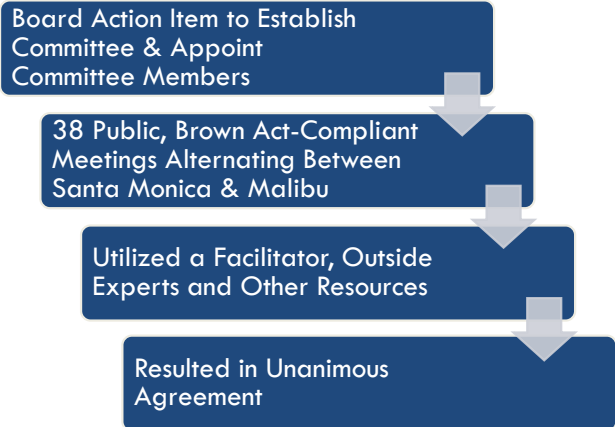 Board Action Item to Establish
Committee & Appoint
Committee Members
38 Public, Brown Act-Compliant
Meetings Alternating Between
Santa Monica & Malibu
Utilized a Facilitator, Outside
Experts and Other Resources
Resulted in Unanimous
Agreement